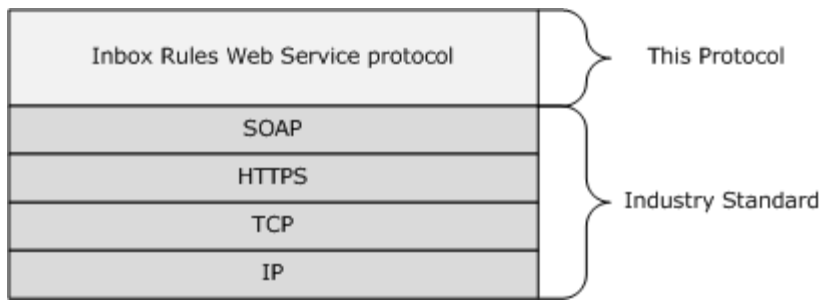 Inbox Rules Web Service protocol
This Protocol
SOAP
HTTPS
TCP
IP
Industry Standard